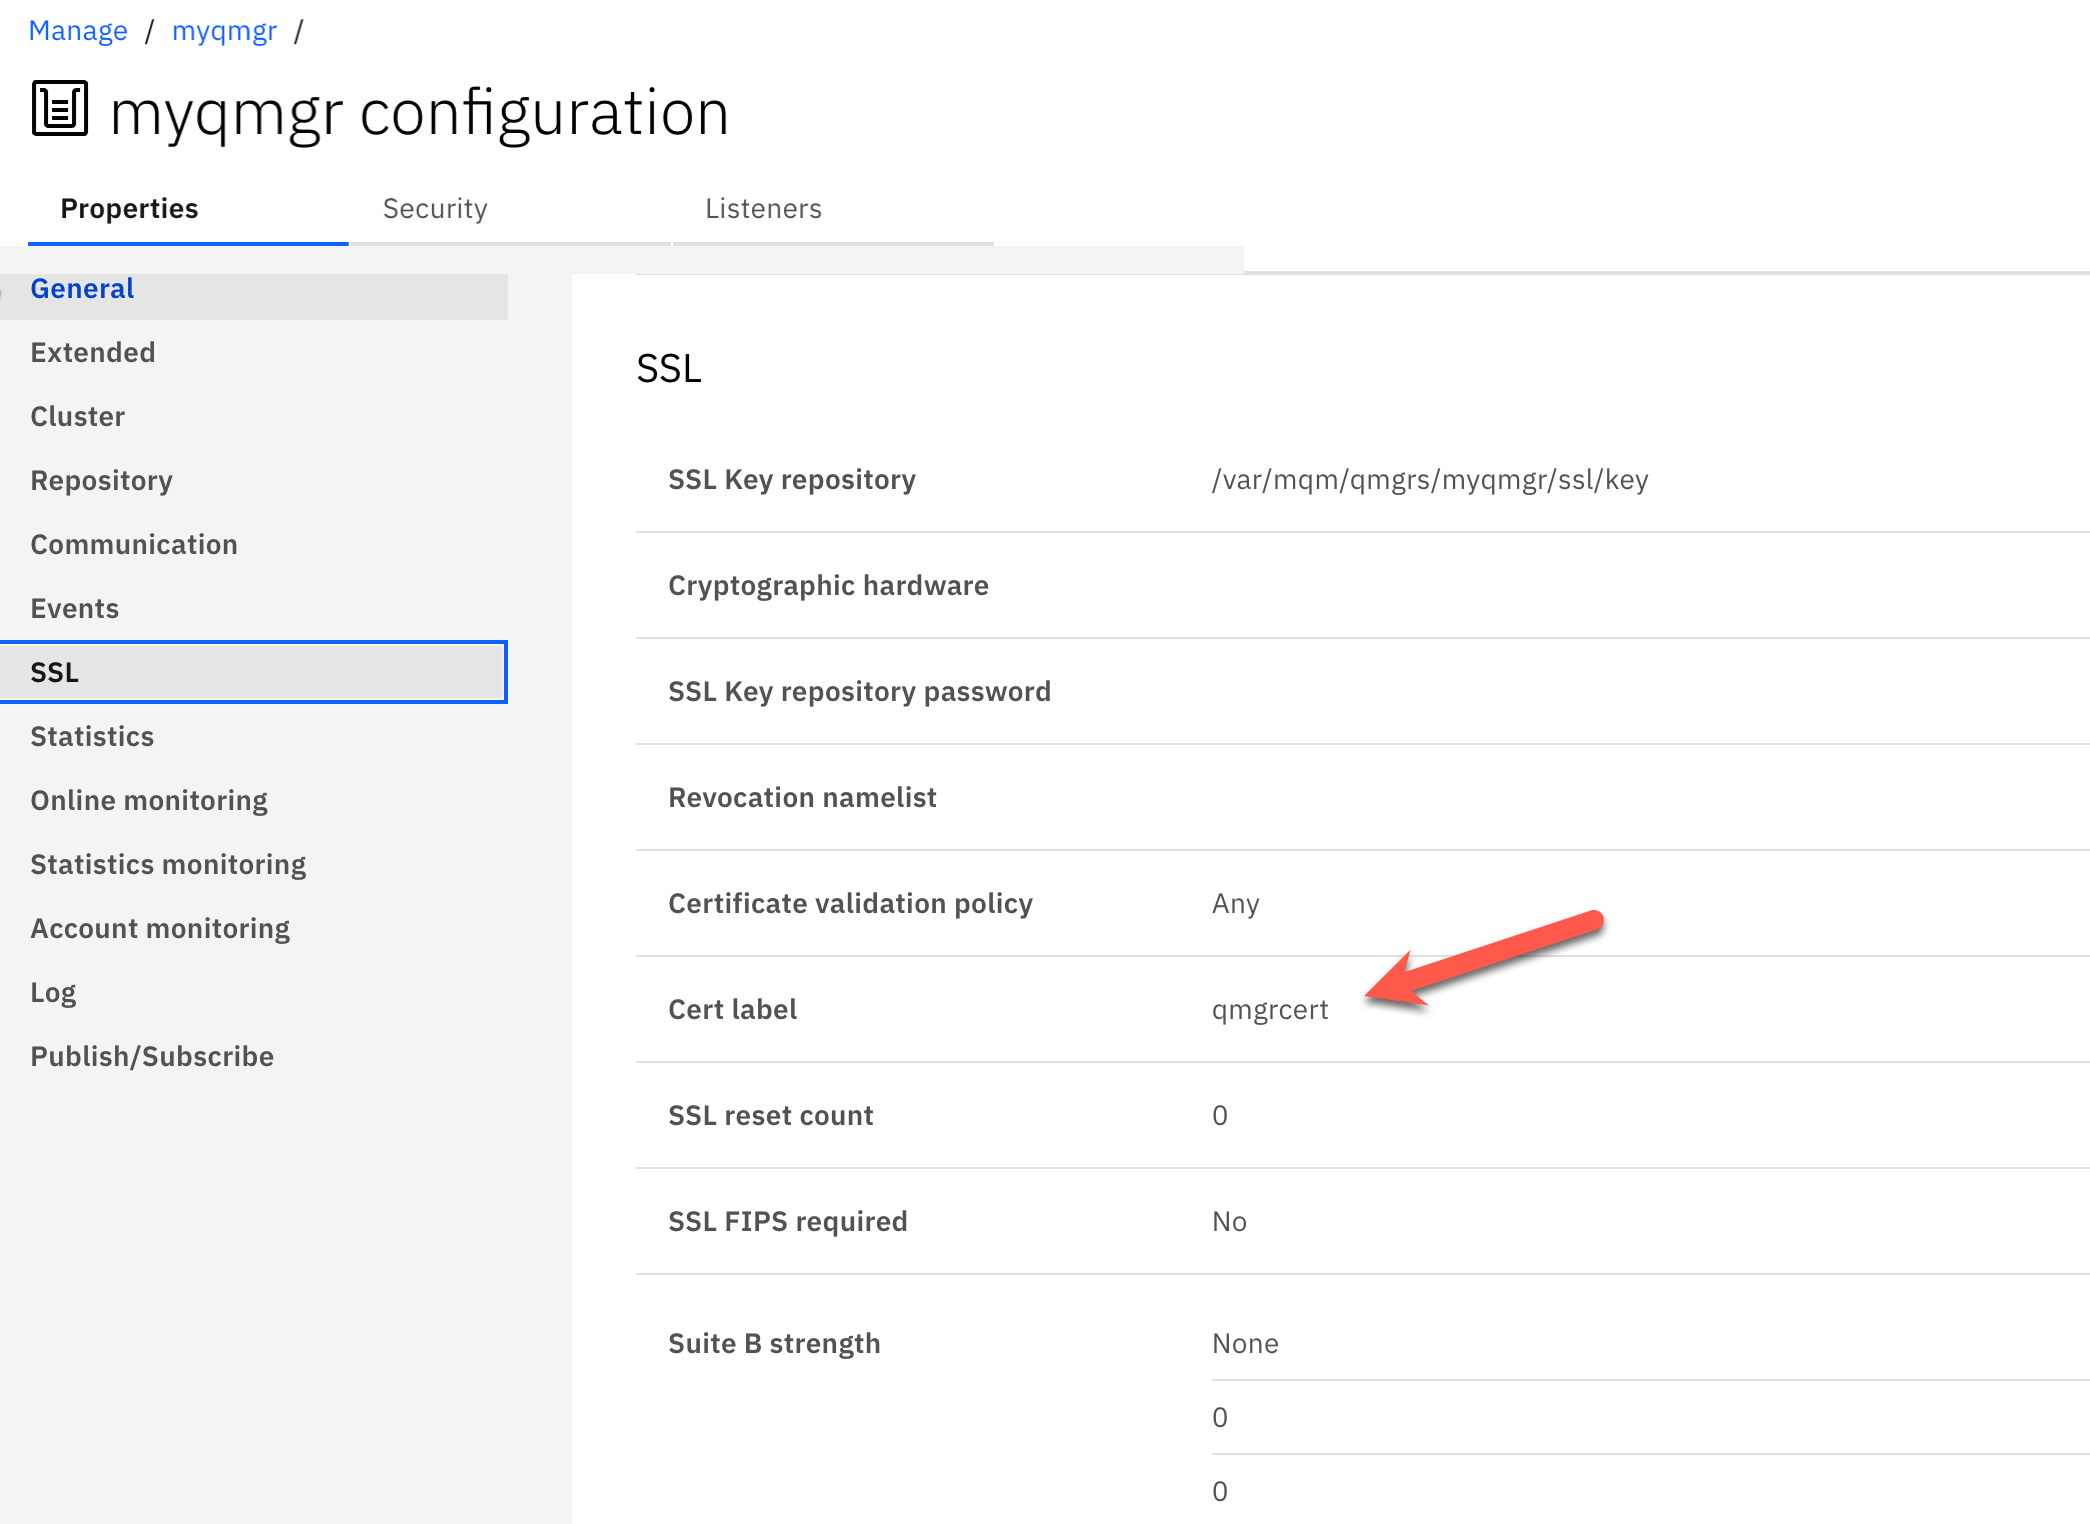 Manage / myqmgr /
myqmgr configuration
Properties Security Listeners
General
Extended
Cluster
Repository
Communication
Events
SSL
Statistics
Online monitoring
Statistics monitoring
Account monitoring
Log
Publish/Subscribe
SSL
SSL Key repository /var/mqm/qmgrs/myqmgr/ssl/key
Cryptographic hardware
SSL Key repository password
Revocation namelist
Certificate validation policy Any
Cert label qmgrcert
SSL reset count 0
SSL FIPS required No
Suite B strength None
0
0